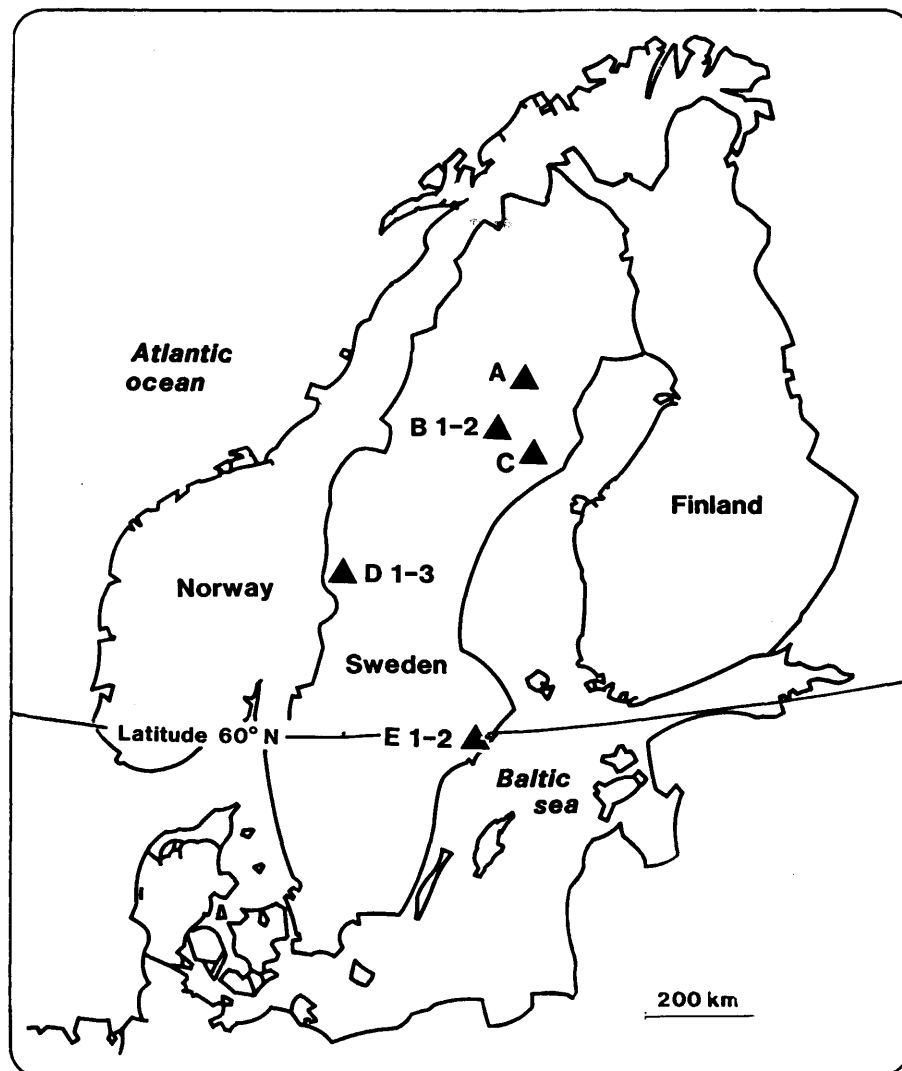 Atlantic
ocean
A
B 1-2
C
Finland
Norway
D 1-3
Sweden
Latitude 60° N
E 1-2
Baltic
sea
200 km